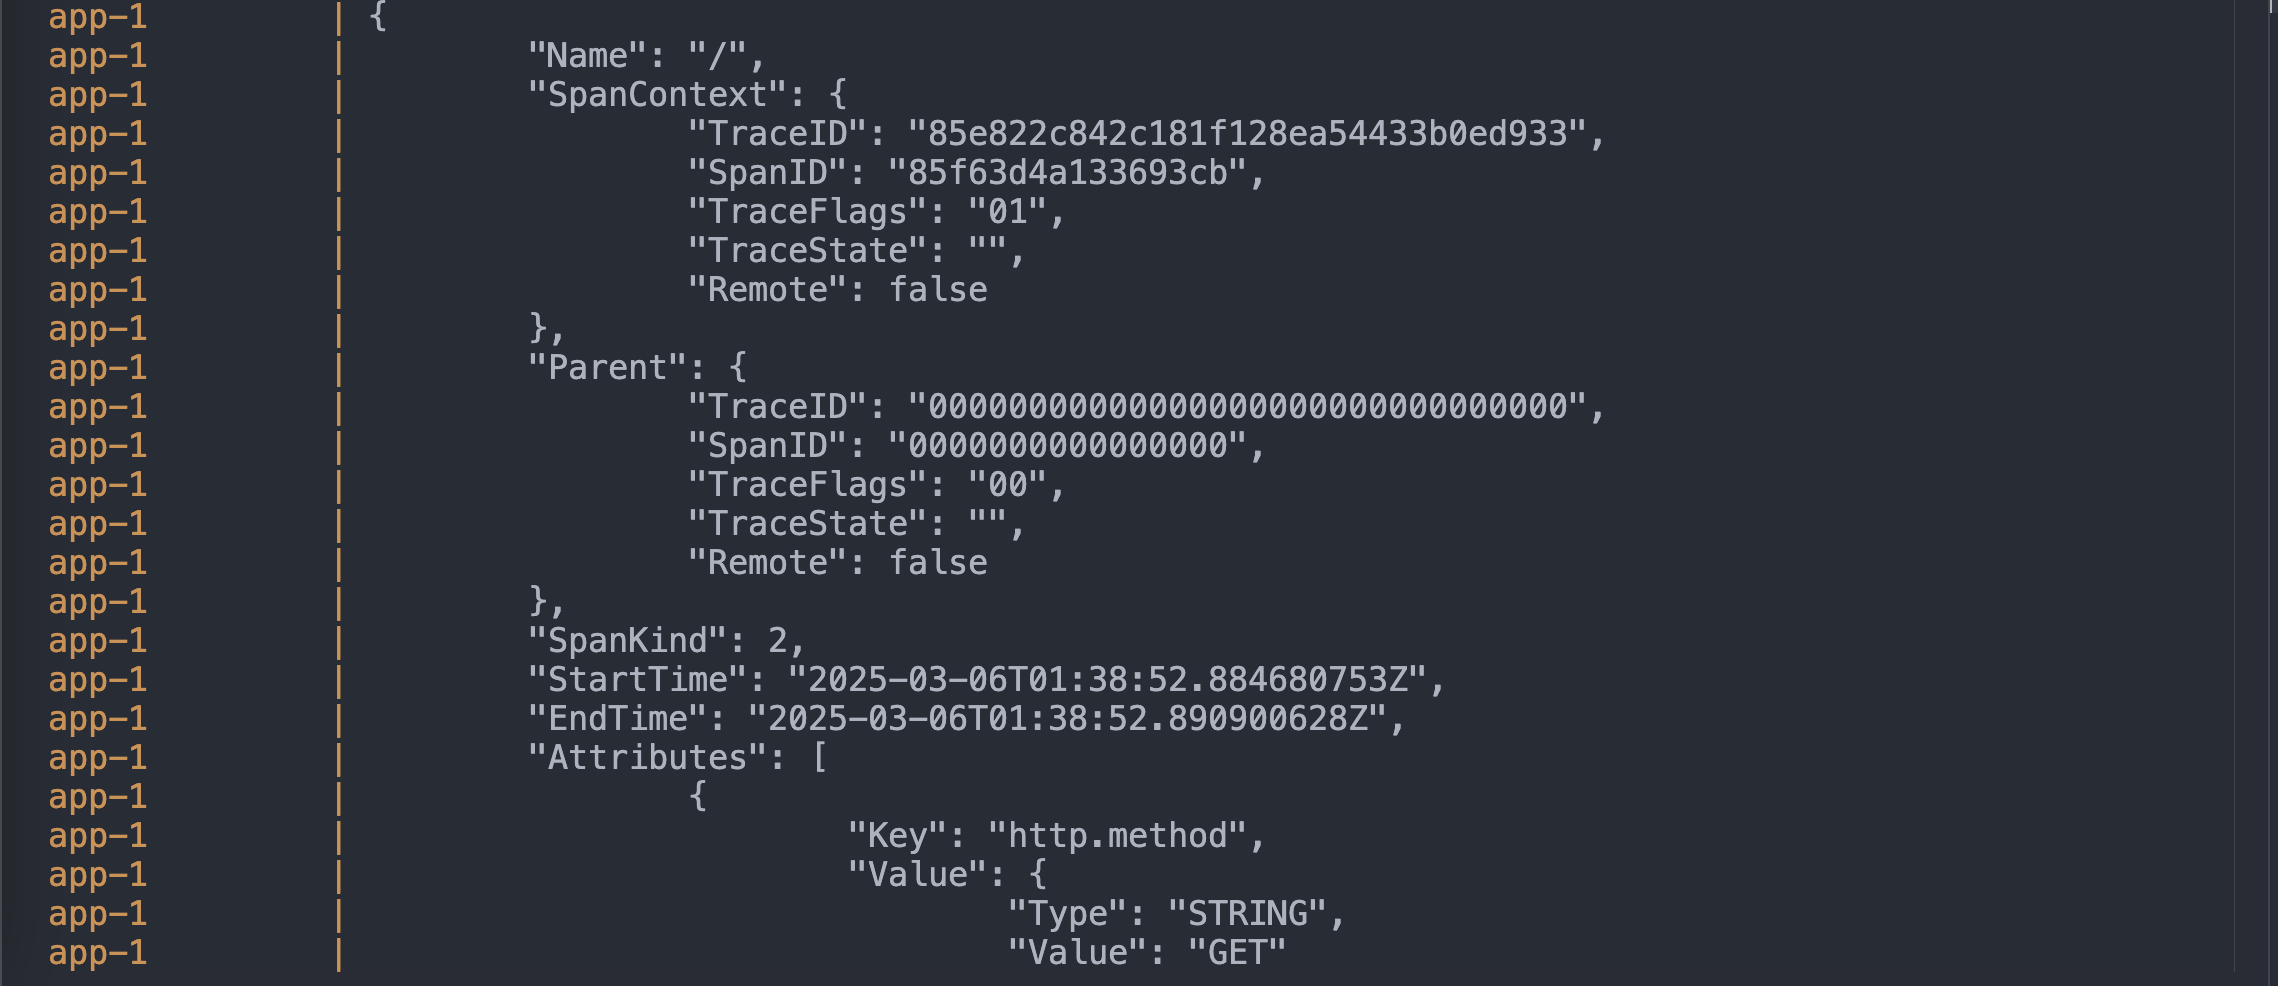 app-1 | {
app-1 | "Name": "/",
app-1 | "SpanContext": {
app-1 | "TraceID": "85e822c842c181f128ea54433b0ed933",
app-1 | "SpanID": "85f63d4a133693cb",
app-1 | "TraceFlags": "01",
app-1 | "TraceState": "",
app-1 | "Remote": false
app-1 | },
app-1 | "Parent": {
app-1 | "TraceID": "00000000000000000000000000000000",
app-1 | "SpanID": "0000000000000000",
app-1 | "TraceFlags": "00",
app-1 | "TraceState": "",
app-1 | "Remote": false
app-1 | },
app-1 | "SpanKind": 2,
app-1 | "StartTime": "2025-03-06T01:38:52.884680753Z",
app-1 | "EndTime": "2025-03-06T01:38:52.890900628Z",
app-1 | "Attributes": [
app-1 | {
app-1 | "Key": "http.method",
app-1 | "Value": {
app-1 | "Type": "STRING",
app-1 | "Value": "GET"